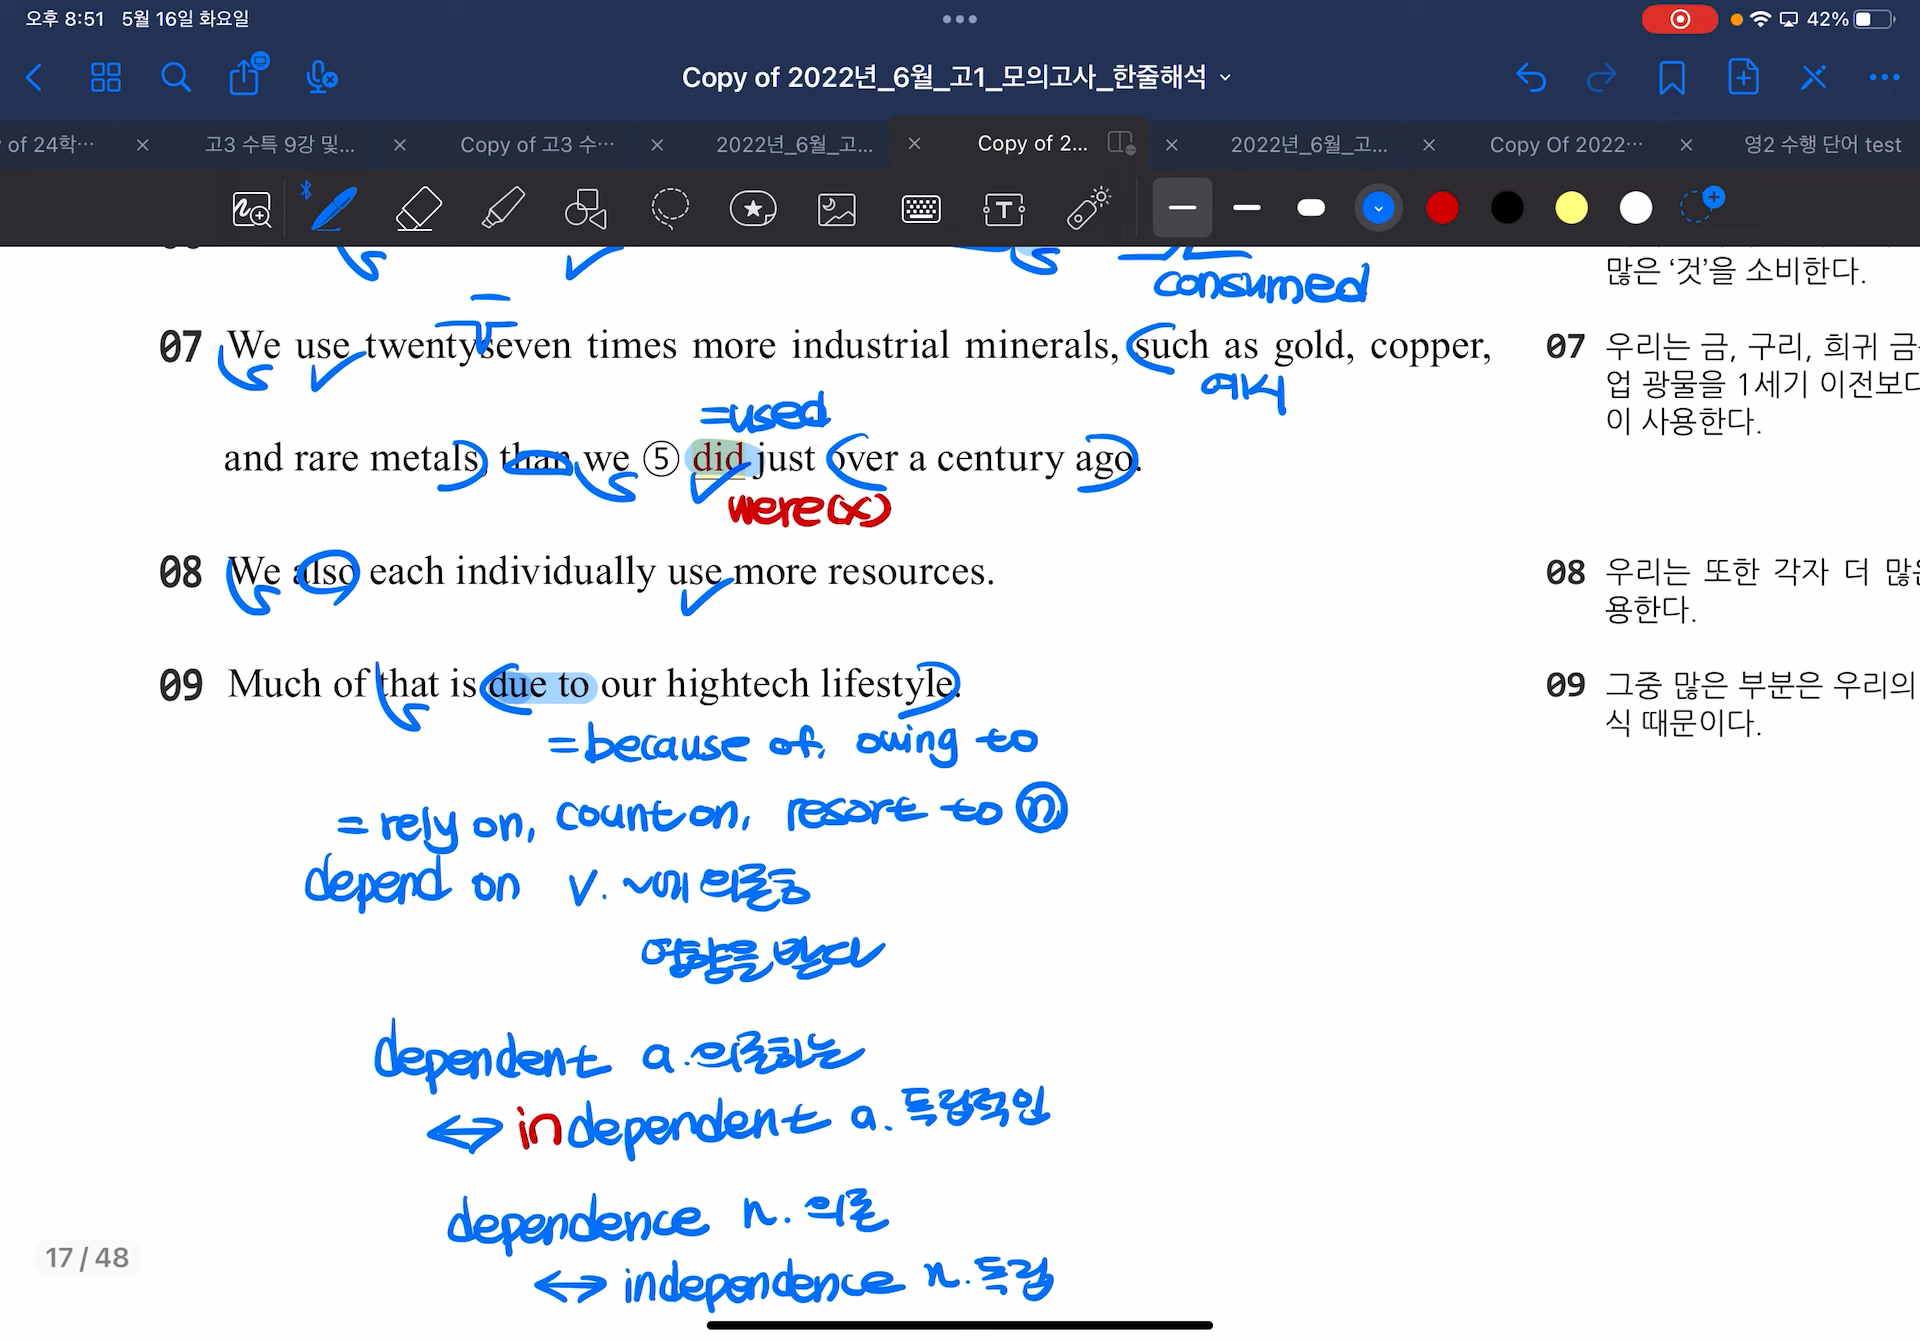 오후 8:51 5월 16일 화요일
42%
Copy of 2022년_6월_고1_모의고사_한줄해석
of 24학… × 고3 수특 9강 및... × Copy of 고3 수… × 2022년_6월_고... × Copy of 2... × 2022년_6월_고... × Copy Of 2022… × 영2 수행 단어 test
많은 ‘것’을 소비한다.
consumed
07 We use twentyseven times more industrial minerals, such as gold, copper,
예시
=used
and rare metals, than we ⑤ did just over a century ago.
were(x)
07 우리는 금, 구리, 희귀 금
업 광물을 1세기 이전보다
이 사용한다.
08 We also each individually use more resources.
08 우리는 또한 각자 더 많은
용한다.
09 Much of that is due to our hightech lifestyle.
09 그중 많은 부분은 우리의
식 때문이다.
=because of, owing to
= rely on, count on, resort to ⓝ
depend on v. ~에 의존
영향을 받다
dependent a.의존하는
↔ independent a. 독립적인
dependence n. 의존
↔ independence n.독립
17 / 48